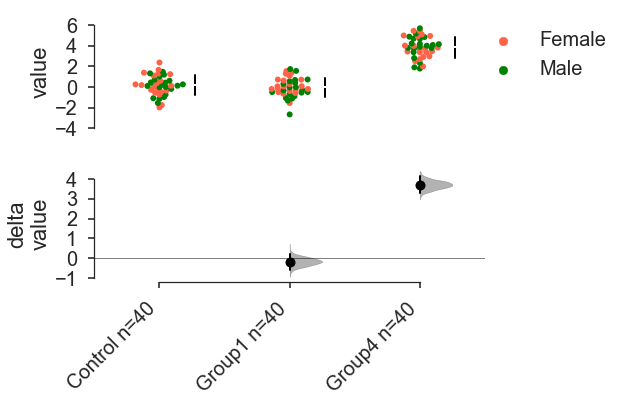 6
4
2
0
−2
−4
value
Female
Male
4
3
2
1
0
−1
delta
value
Control n=40
Group1 n=40
Group4 n=40